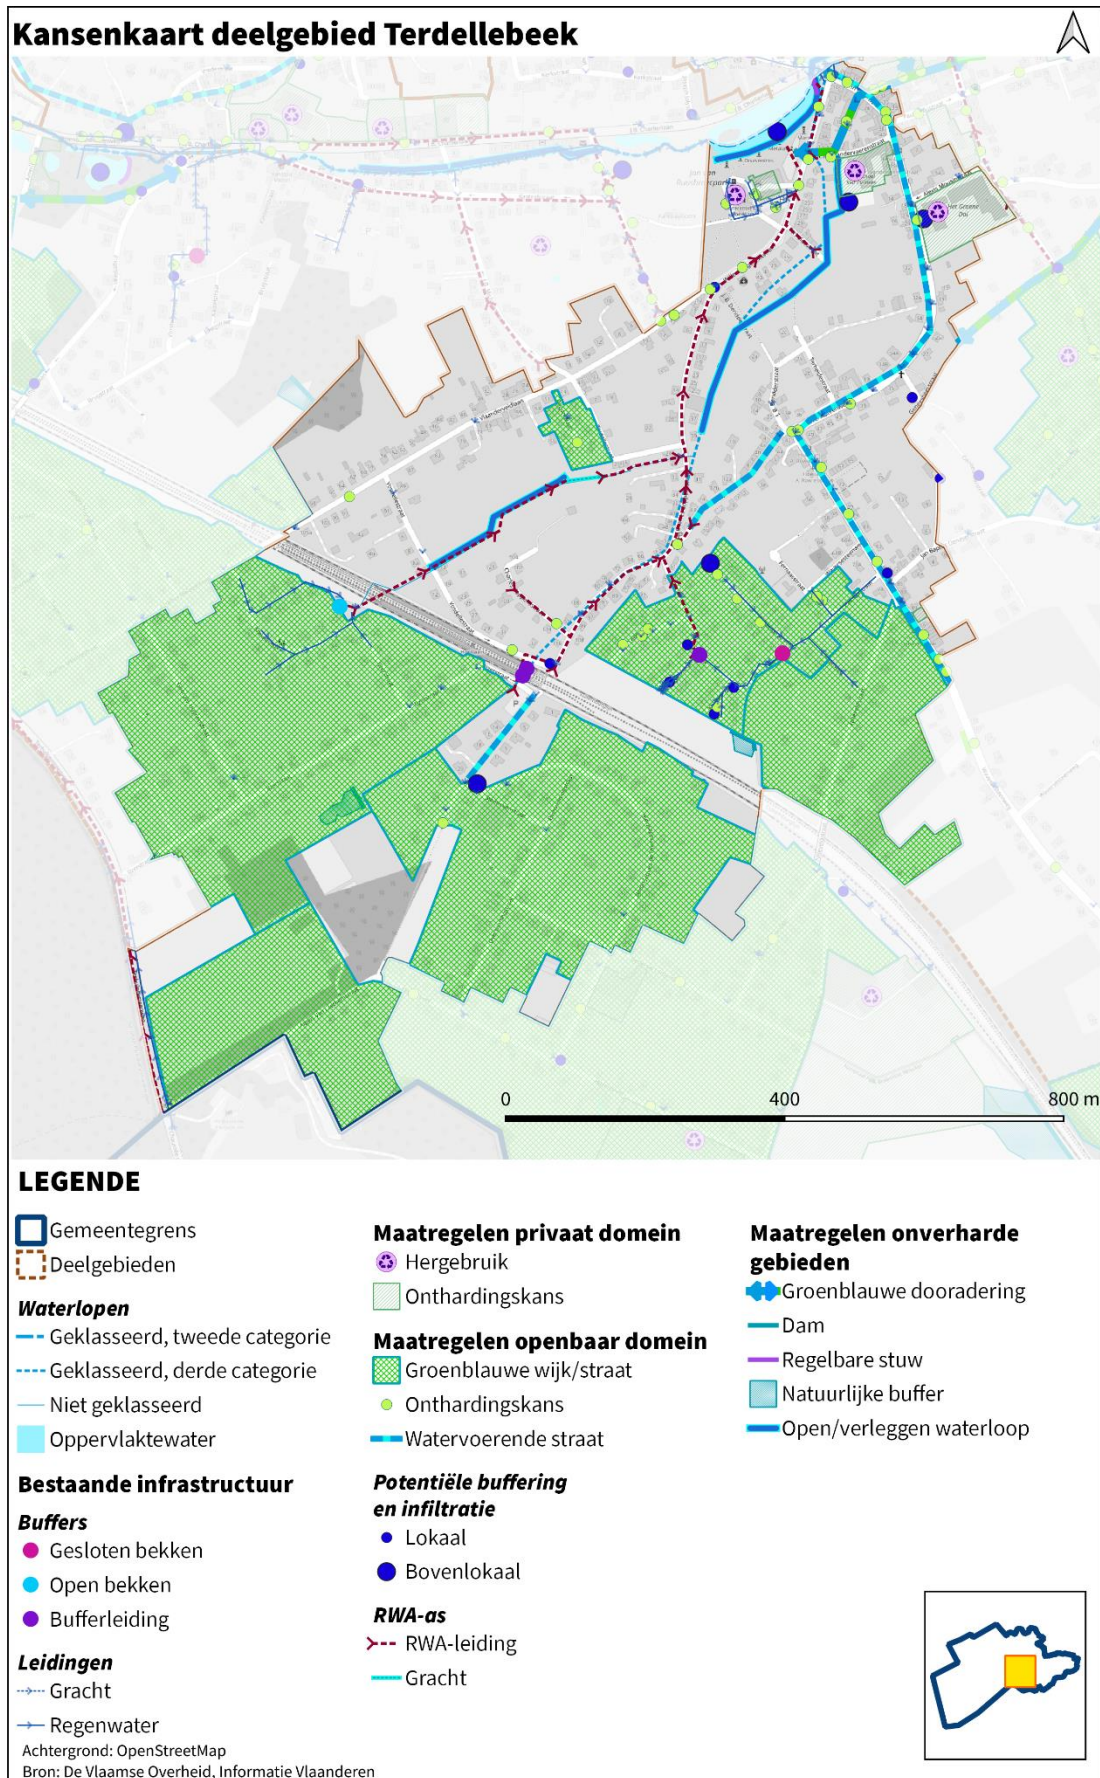 Kansenkaart deelgebied Terdellebeek
Vlaanderveldlaan
0
400
800 m
LEGENDE
Gemeentegrens
Deelgebieden
Waterlopen
Geklasseerd, tweede categorie
Geklasseerd, derde categorie
Niet geklasseerd
Oppervlaktewater
Bestaande infrastructuur
Buffers
Gesloten bekken
Open bekken
Bufferleiding
Leidingen
Gracht
Regenwater
Achtergrond: OpenStreetMap
Bron: De Vlaamse Overheid, Informatie Vlaanderen
Maatregelen privaat domein
Hergebruik
Onthardingskans
Maatregelen openbaar domein
Groenblauwe wijk/straat
Onthardingskans
Watervoerende straat
Potentiële buffering
en infiltratie
Lokaal
Bovenlokaal
RWA-as
RWA-leiding
Gracht
Maatregelen onverharde
gebieden
Groenblauwe dooradering
Dam
Regelbare stuw
Natuurlijke buffer
Open/verleggen waterloop